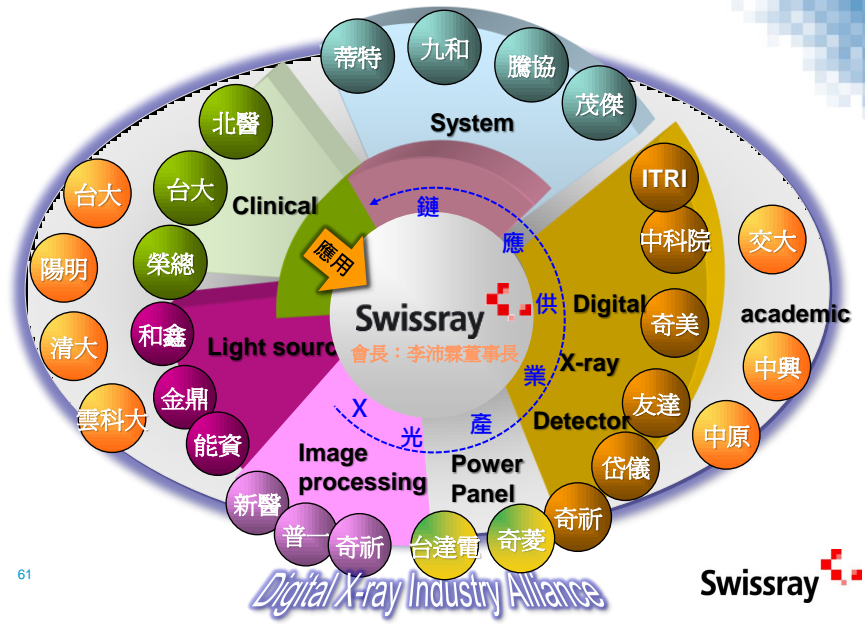 蒂特
九和
騰協
茂傑
System
北醫
台大
榮總
Clinical
ITRI
中科院
奇美
友達
岱儀
奇祈
Digital
X-ray
Detector
台大
陽明
清大
雲科大
交大
academic
中興
中原
和鑫
金鼎
能資
Light sourc
應用
Swissray
會長：李沛霖董事長
X
光
產
業
供
應
鏈
Image
processing
新醫
普一
奇祈
Power
Panel
台達電
奇菱
61
Digital X-ray Industry Alliance
Swissray